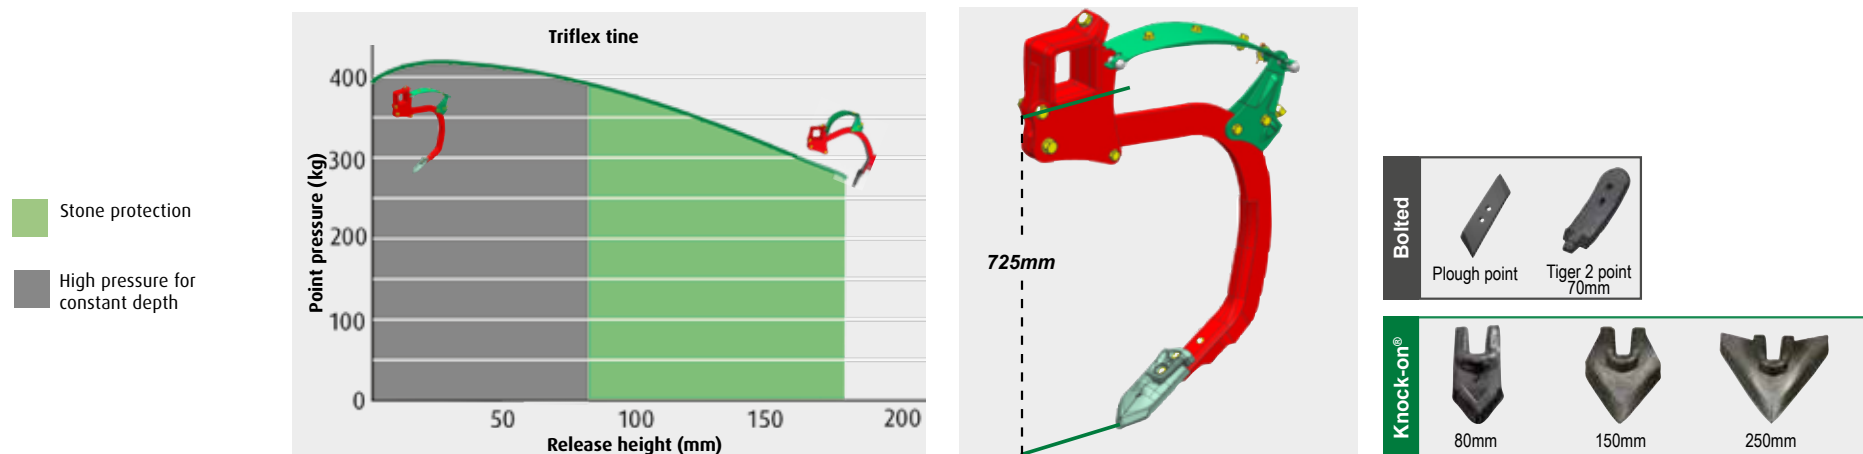 Stone protection
High pressure for
constant depth
Triflex tine
Point pressure (kg)
400
300
200
100
0
50
100
150
200
Release height (mm)
725mm
Bolted
Plough point
Tiger 2 point
70mm
Knock-on®
80mm
150mm
250mm